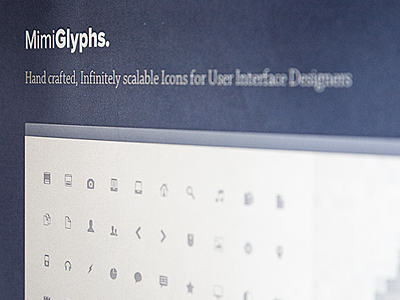 MimiGlyphs.
Hand crafted, Infinitely scalable Icons for User Interface Designers